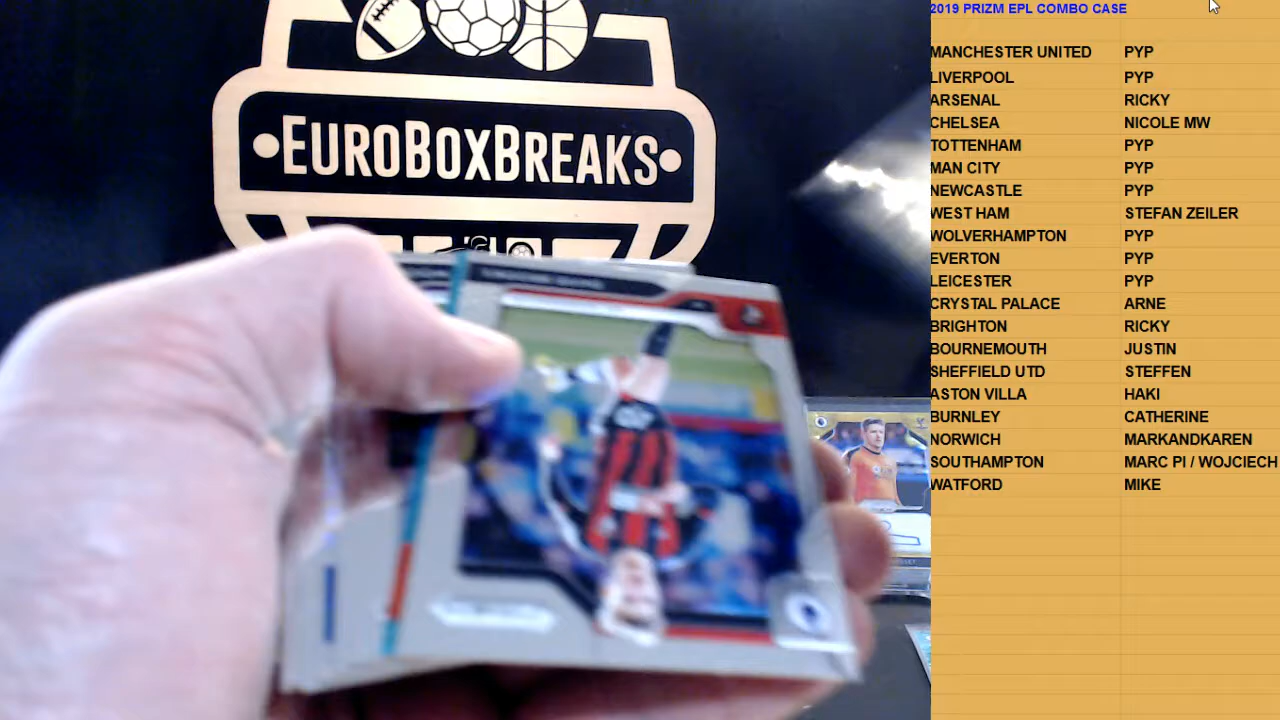 2019 PRIZM EPL COMBO CASE
MANCHESTER UNITED PYP
LIVERPOOL PYP
ARSENAL RICKY
CHELSEA NICOLE MW
TOTTENHAM PYP
MAN CITY PYP
NEWCASTLE PYP
WEST HAM STEFAN ZEILER
WOLVERHAMPTON PYP
EVERTON PYP
LEICESTER PYP
CRYSTAL PALACE ARNE
BRIGHTON RICKY
BOURNEMOUTH JUSTIN
SHEFFIELD UTD STEFFEN
ASTON VILLA HAKI
BURNLEY CATHERINE
NORWICH MARKANDKAREN
SOUTHAMPTON MARC PI / WOJCIECH
WATFORD MIKE
EUROBOXBREAKS